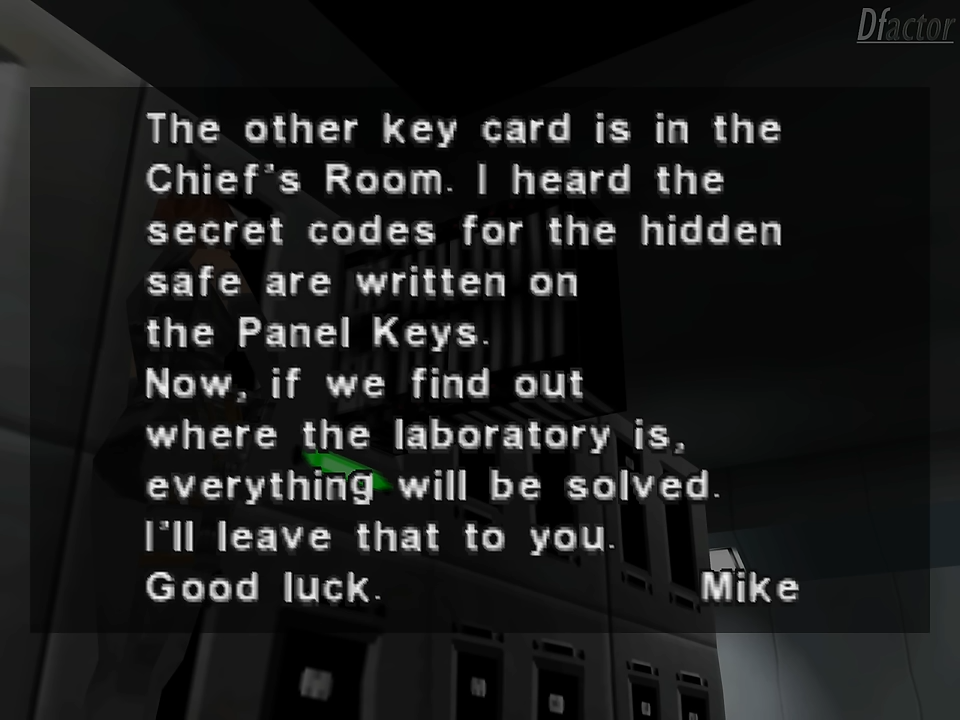 Dfactor
The other key card is in the
Chief's Room. I heard the
secret codes for the hidden
safe are written on
the Panel Keys.
Now, if we find out
where the laboratory is,
everything will be solved.
I'll leave that to you.
Good luck. Mike